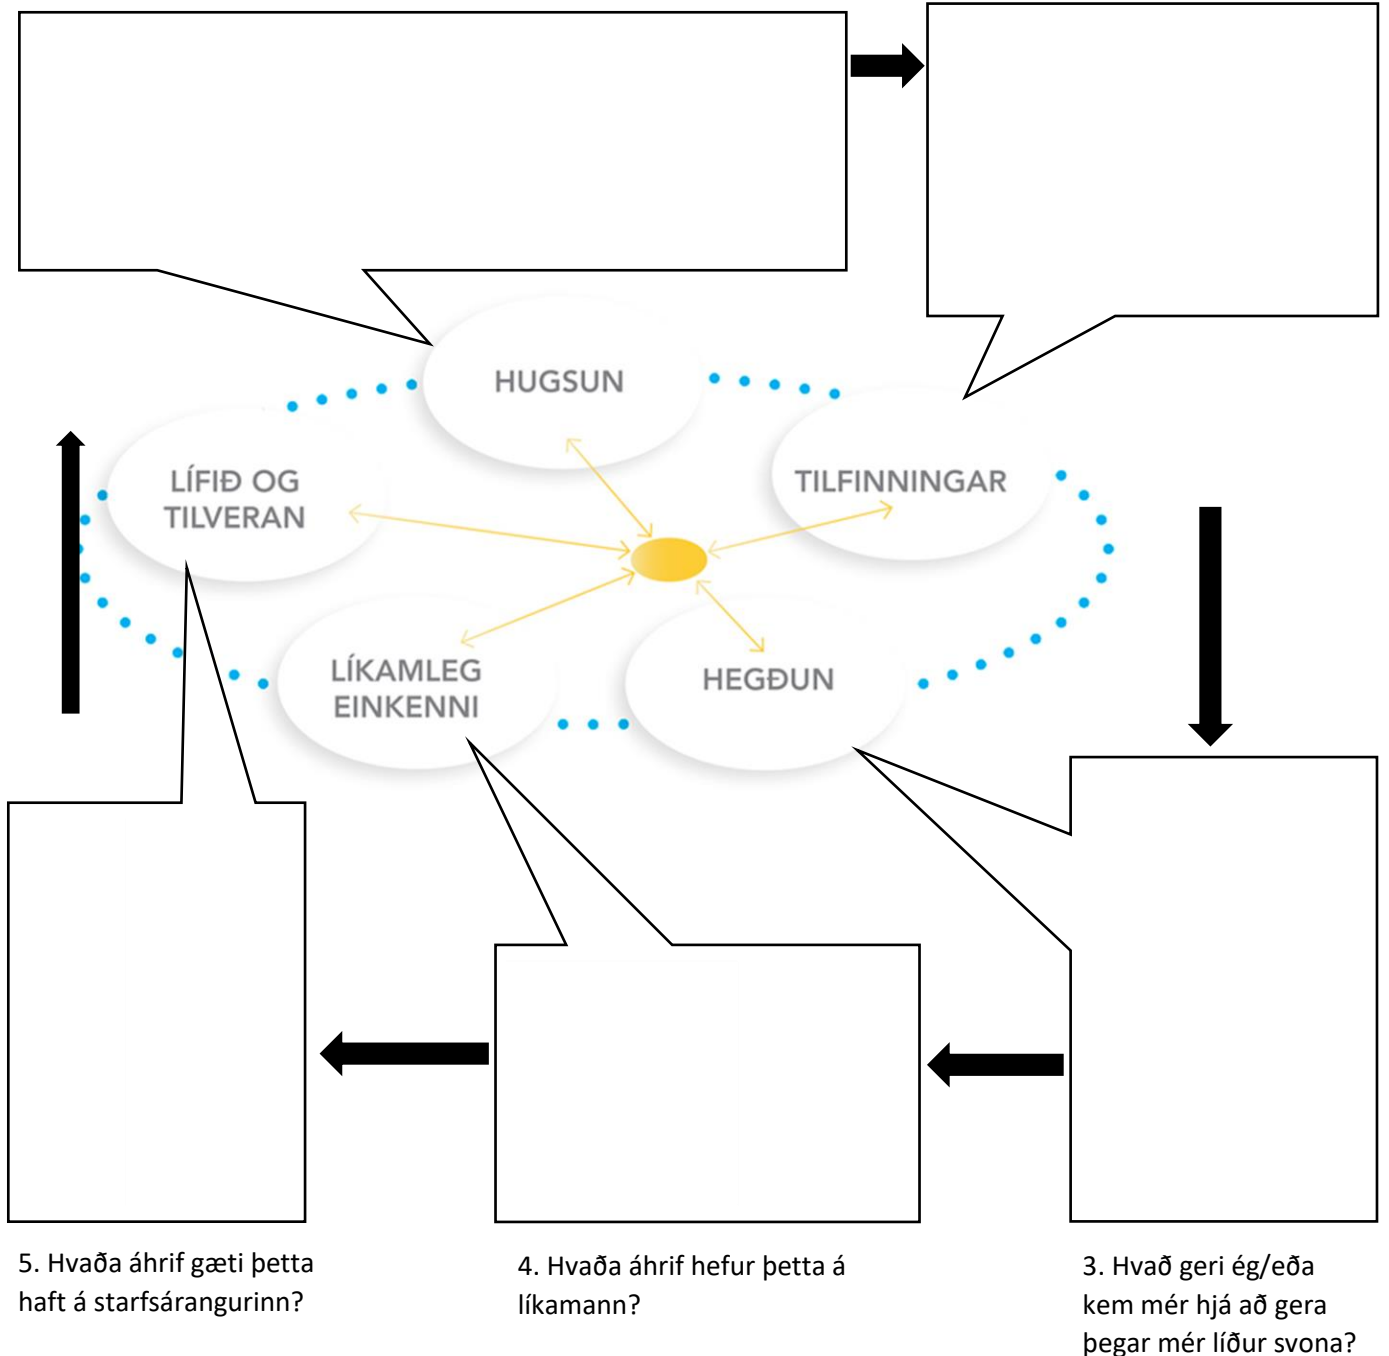 HUGSUN
TILFINNINGAR
LÍFIÐ OG
TILVERAN
LÍKAMLEG
EINKENNI
HEGÐUN
5. Hvaða áhrif gæti þetta
haft á starfsárangurinn?
4. Hvaða áhrif hefur þetta á
líkamann?
3. Hvað geri ég/eða
kem mér hjá að gera
þegar mér líður svona?